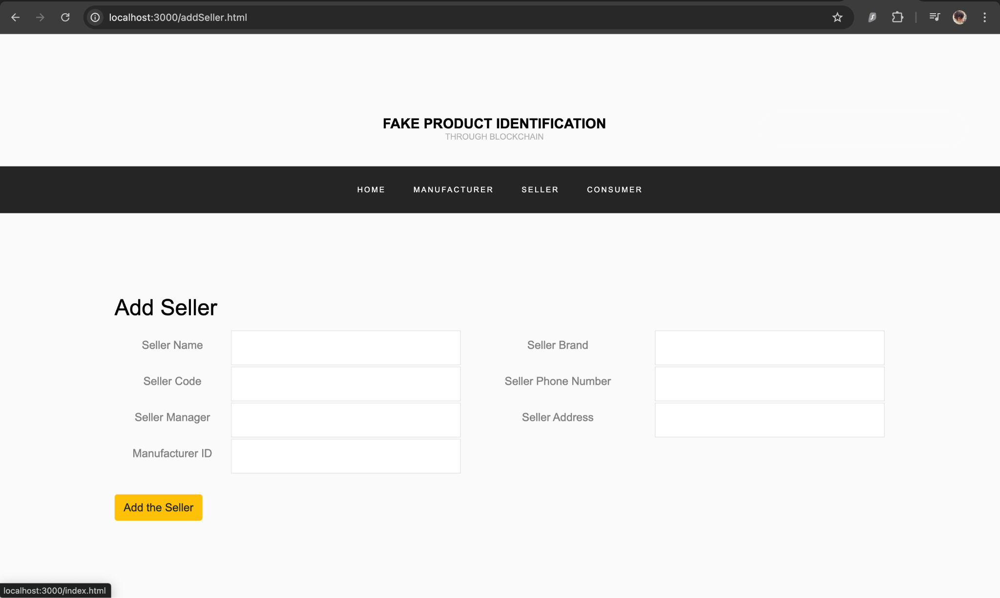 localhost:3000/addSeller.html
FAKE PRODUCT IDENTIFICATION
THROUGH BLOCKCHAIN
HOME MANUFACTURER SELLER CONSUMER
Add Seller
Seller Name Seller Brand
Seller Code Seller Phone Number
Seller Manager Seller Address
Manufacturer ID
Add the Seller
localhost:3000/index.html